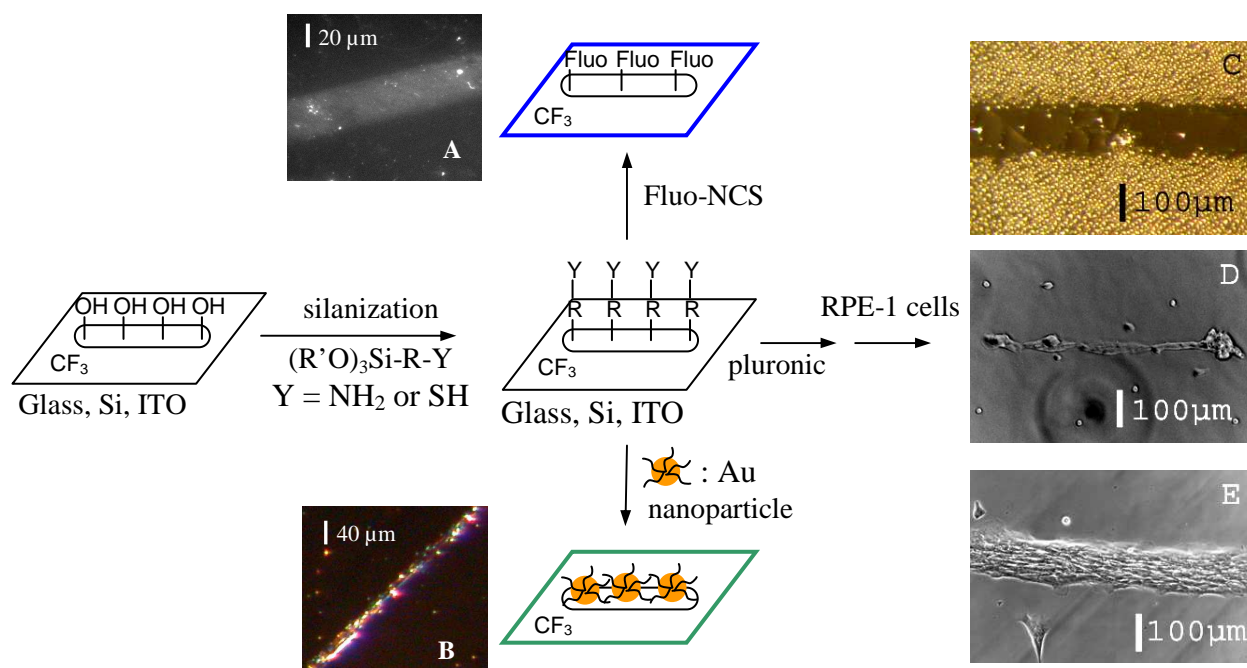 20 µm
A
Fluo Fluo Fluo
CF3
C
100µm
Fluo-NCS
OH OH OH OH
CF3
Glass, Si, ITO
silanization
(R’O)3Si-R-Y
Y = NH2 or SH
Y Y Y Y
R R R R
CF3
Glass, Si, ITO
RPE-1 cells
pluronic
D
100µm
: Au
nanoparticle
40 µm
B
CF3
E
100µm